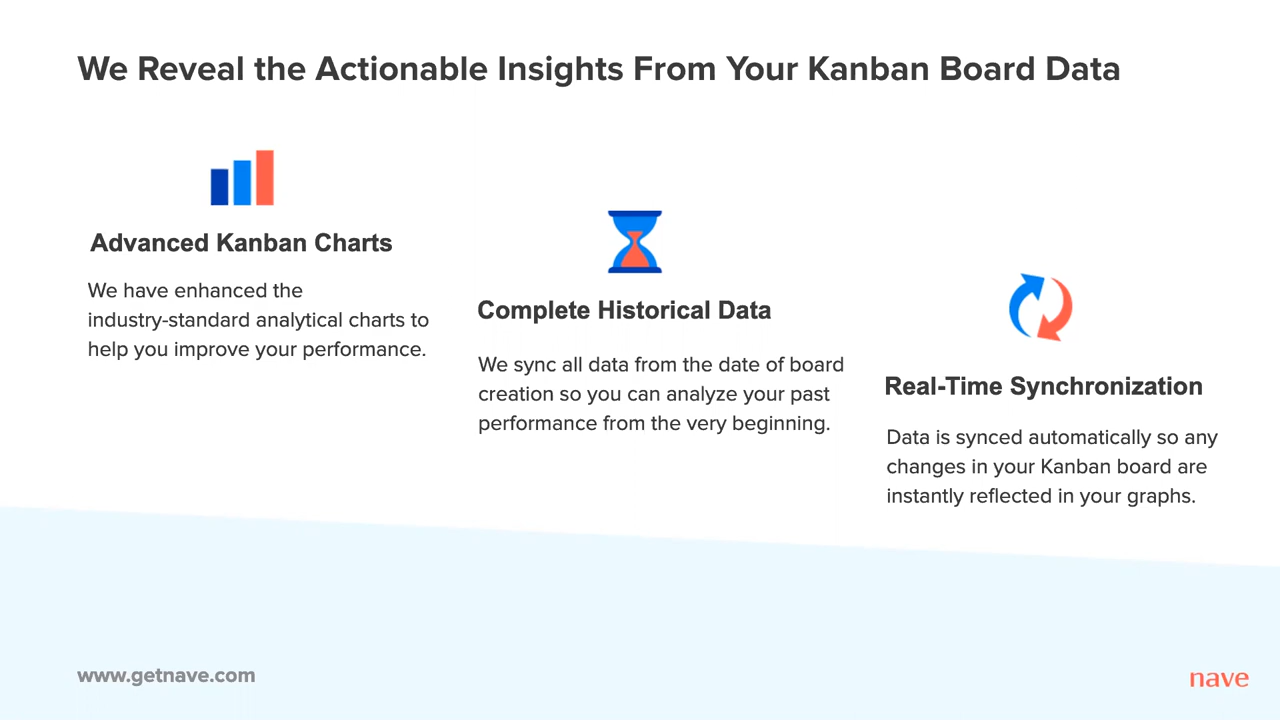 We Reveal the Actionable Insights From Your Kanban Board Data
Advanced Kanban Charts
We have enhanced the
industry-standard analytical charts to
help you improve your performance.
Complete Historical Data
We sync all data from the date of board
creation so you can analyze your past
performance from the very beginning.
Real-Time Synchronization
Data is synced automatically so any
changes in your Kanban board are
instantly reflected in your graphs.
www.getnave.com
nave